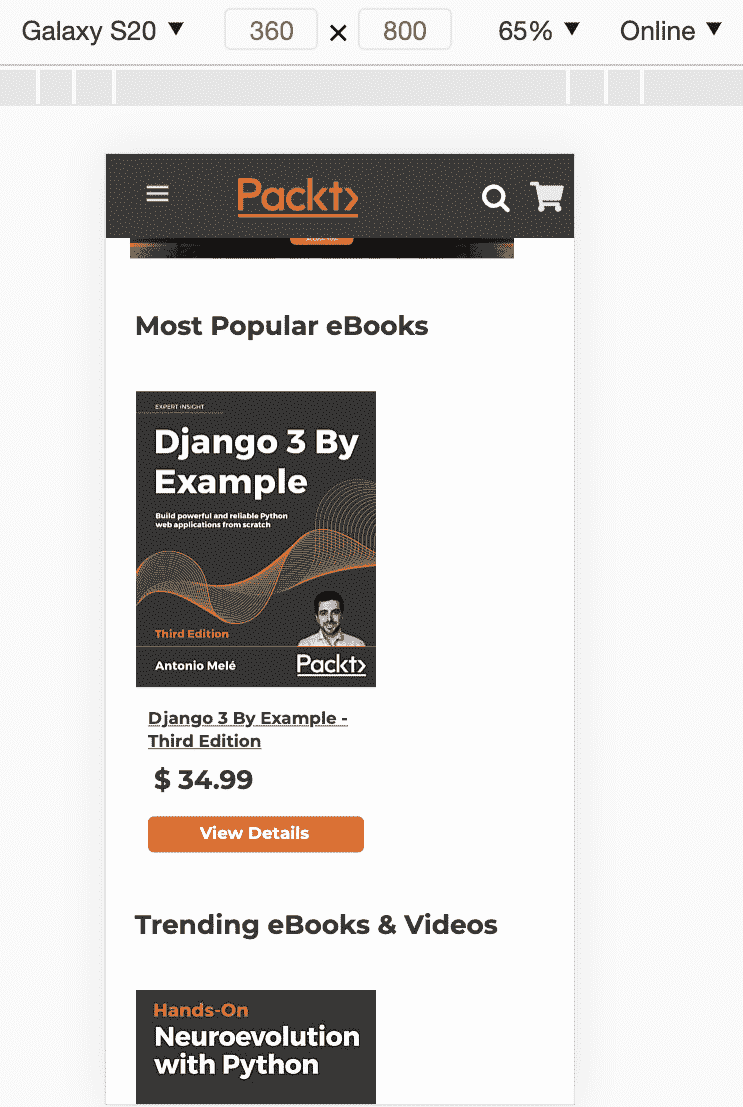 Galaxy S20 360 × 800 65% Online
Packt
Most Popular eBooks
EXPERT INSIGHT
Django 3 By
Example
Build powerful and reliable Python
web applications from scratch
Third Edition
Antonio Melé Packt
Django 3 By Example -
Third Edition
$ 34.99
View Details
Trending eBooks & Videos
Hands-On
Neuroevolution
with Python